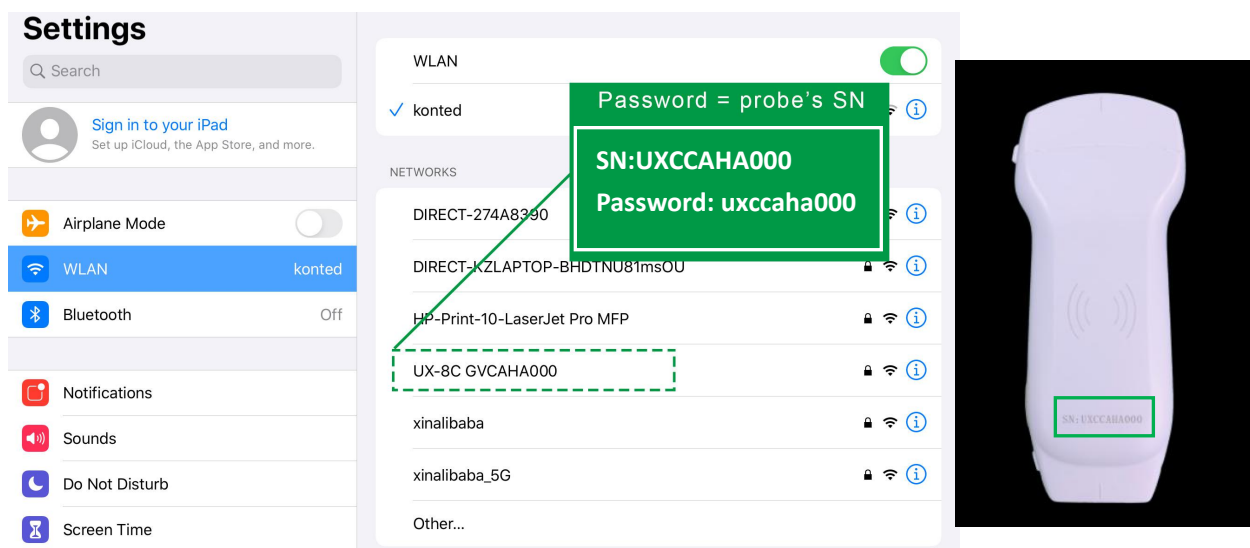 Settings
Search
Sign in to your iPad
Set up iCloud, the App Store, and more.
Airplane Mode
WLAN konted
Bluetooth Off
Notifications
Sounds
Do Not Disturb
Screen Time
WLAN
konted
Password = probe's SN
SN:UXCCAHA000
Password: uxccaha000
NETWORKS
DIRECT-274A8390
DIRECT-KZLAPTOP-BHDTNU81msOU
HP-Print-10-LaserJet Pro MFP
UX-8C GVCAHA000
xinalibaba
xinalibaba_5G
Other...
SN:UXCCAHA000